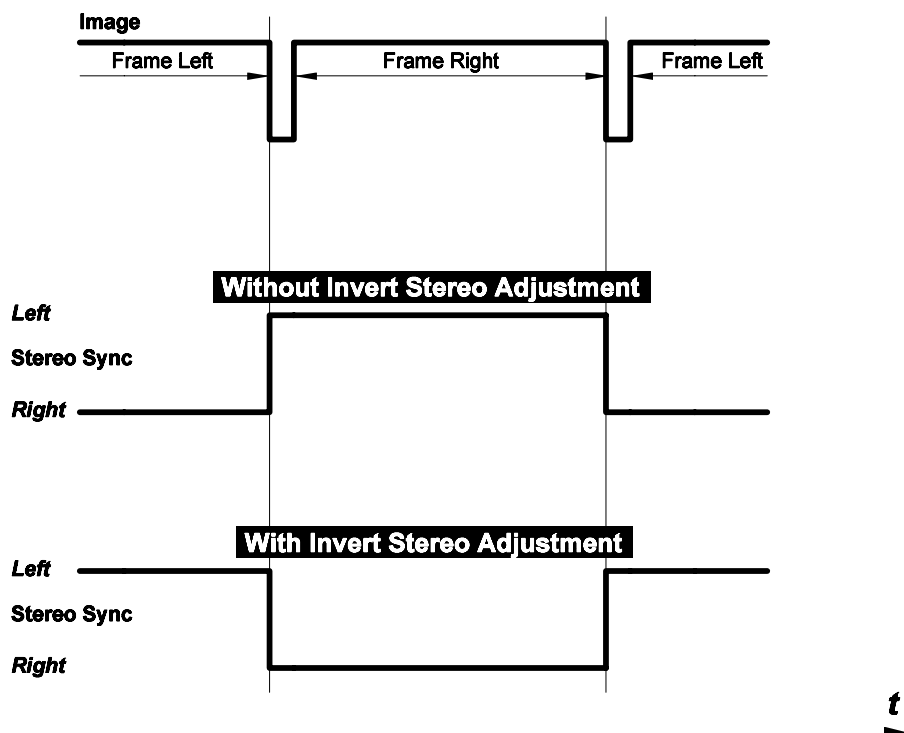 Image
Frame Left Frame Right Frame Left
Without Invert Stereo Adjustment
Left
Stereo Sync
Right
With Invert Stereo Adjustment
Left
Stereo Sync
Right
t